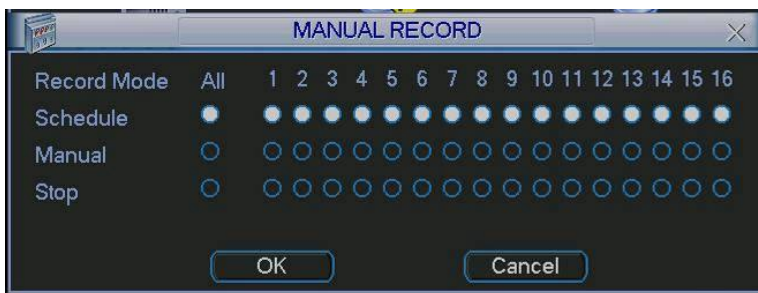 MANUAL RECORD
Record Mode All 1 2 3 4 5 6 7 8 9 10 11 12 13 14 15 16
Schedule
Manual
Stop
OK Cancel